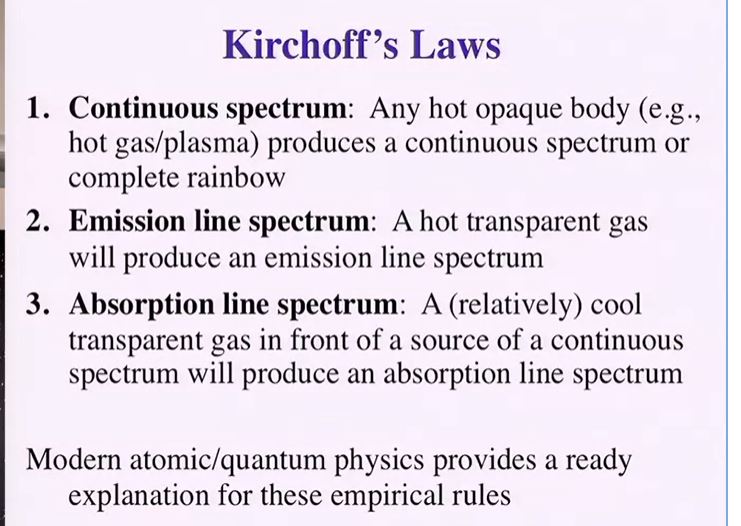 Kirchoff's Laws
1. Continuous spectrum: Any hot opaque body (e.g.,
hot gas/plasma) produces a continuous spectrum or
complete rainbow
2. Emission line spectrum: A hot transparent gas
will produce an emission line spectrum
3. Absorption line spectrum: A (relatively) cool
transparent gas in front of a source of a continuous
spectrum will produce an absorption line spectrum
Modern atomic/quantum physics provides a ready
explanation for these empirical rules